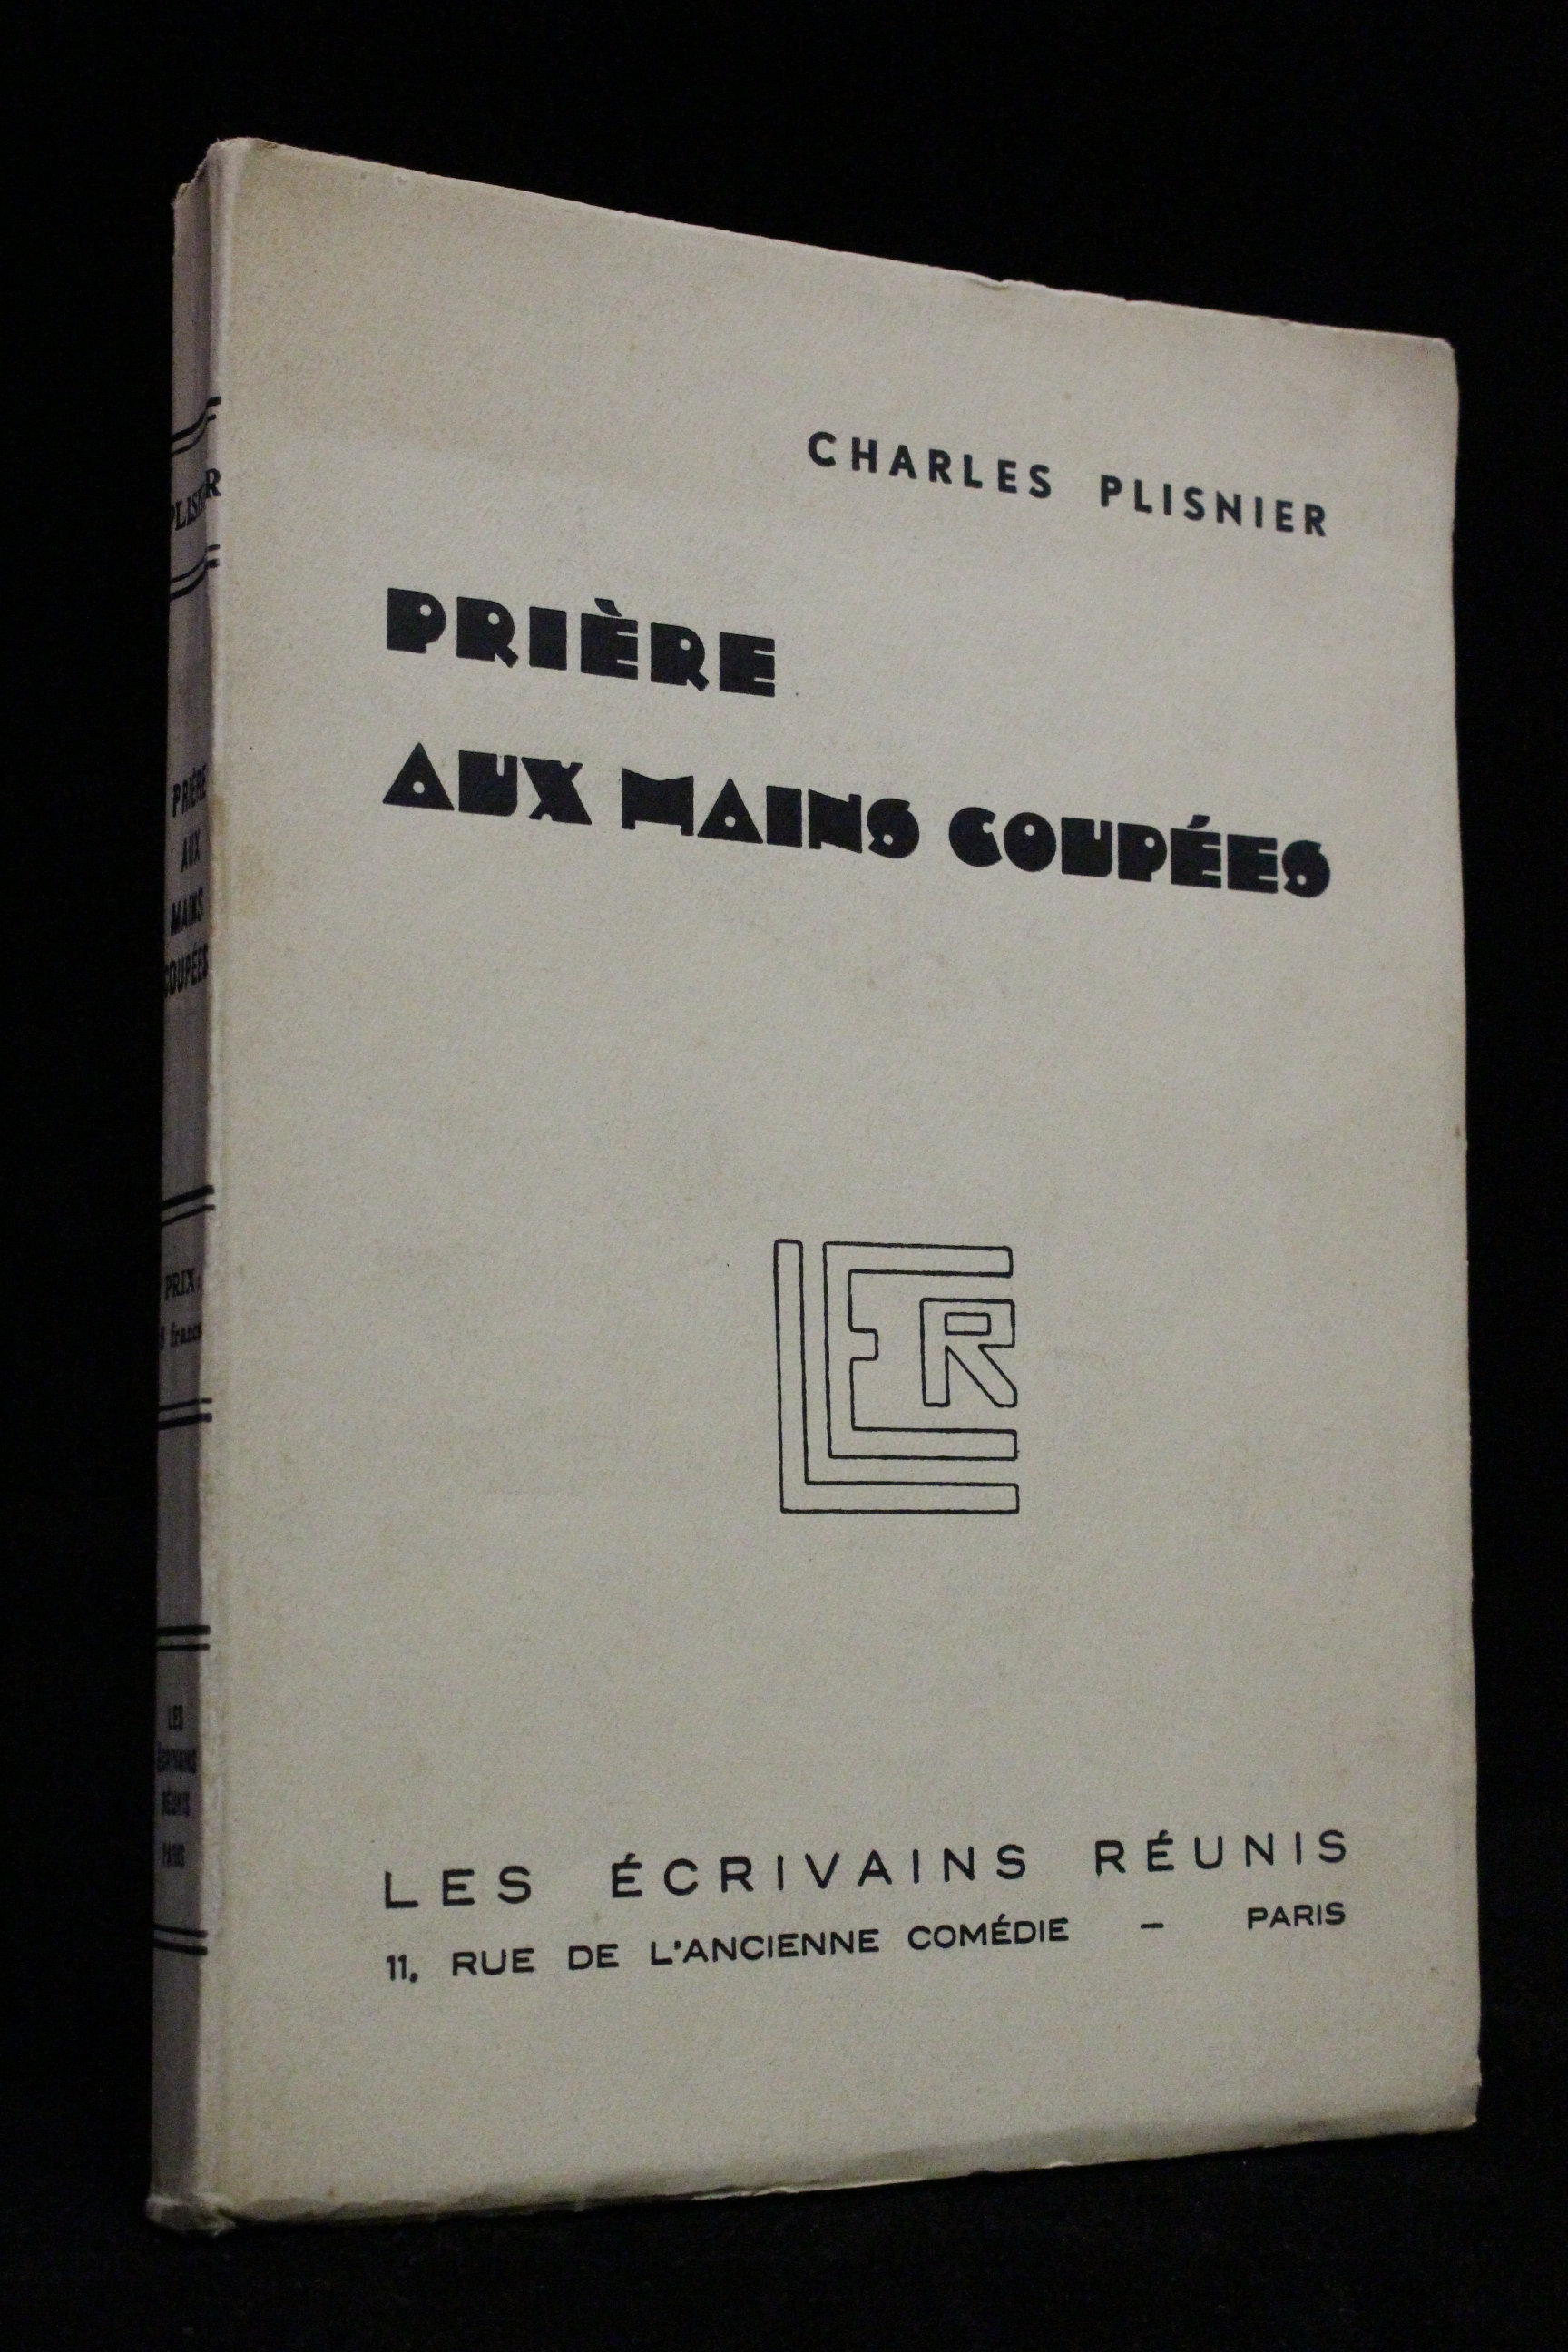 CHARLES PLISNIER
PRIÈRE
AUX MAINS COUPÉES
LER
LES ÉCRIVAINS RÉUNIS
11, RUE DE L'ANCIENNE COMÉDIE – PARIS
PRIÈRE
AUX
MAINS
COUPÉES
PRIX :
LES
ÉCRIVAINS
RÉUNIS
PARIS